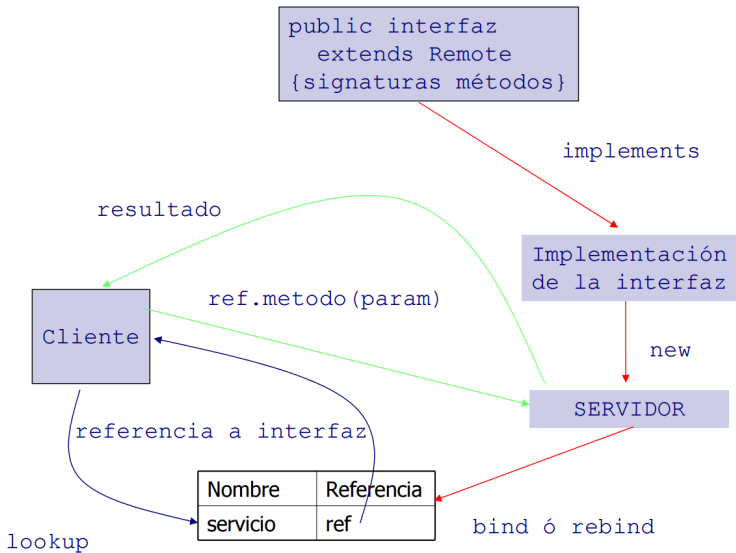 public interfaz
extends Remote
{signaturas métodos}
implements
resultado
Implementación
de la interfaz
ref.metodo(param)
Cliente
new
SERVIDOR
referencia a interfaz
Nombre Referencia
servicio ref
bind ó rebind
lookup